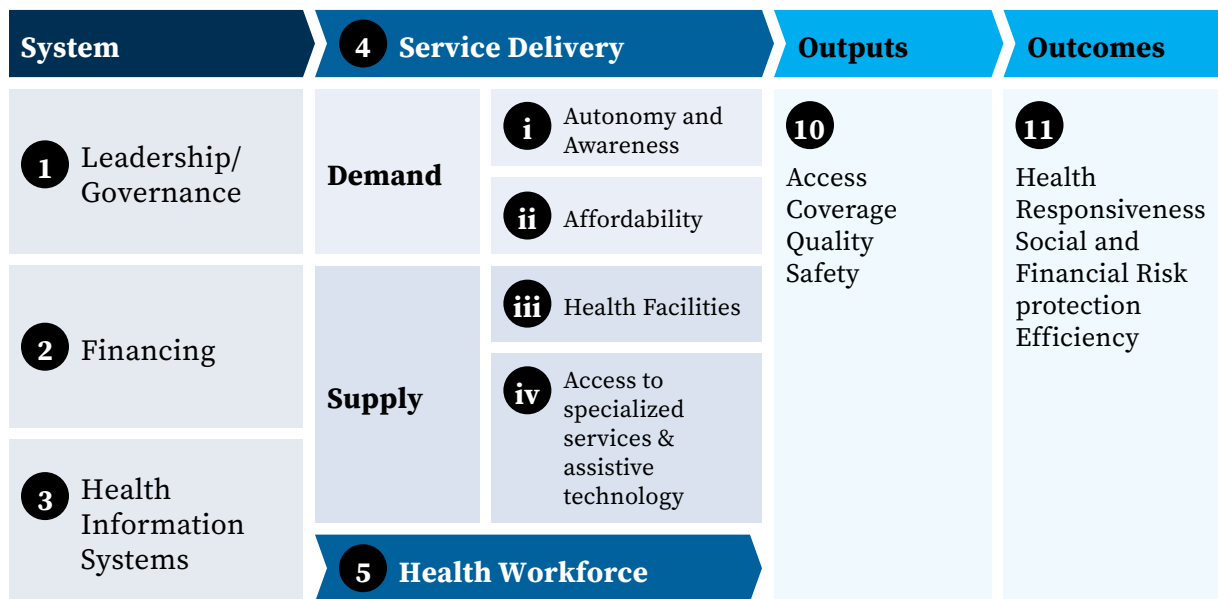 System
4 Service Delivery
Outputs
Outcomes
1 Leadership/
Governance
2 Financing
3 Health
Information
Systems
Demand
i Autonomy and
Awareness
ii Affordability
Supply
iii Health Facilities
iv Access to
specialized
services &
assistive
technology
5 Health Workforce
10
Access
Coverage
Quality
Safety
11
Health
Responsiveness
Social and
Financial Risk
protection
Efficiency